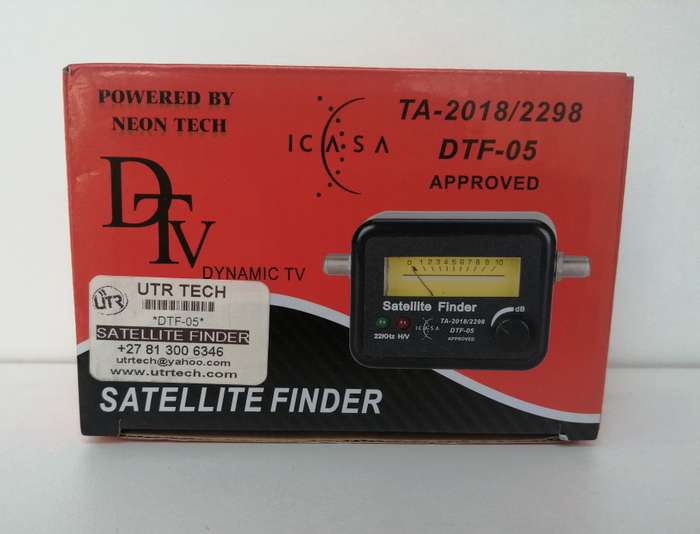 POWERED BY
NEON TECH
ICASA
TA-2018/2298
DTF-05
APPROVED
DTV
DYNAMIC TV
UTR
UTR TECH
*DTF-05*
SATELLITE FINDER
+27 81 300 6346
utrtech@yahoo.com
www.utrtech.com
0 1 2 3 4 5 6 7 8 9 10
Satellite Finder
dB
22KHz H/V
ICASA
TA-2018/2298
DTF-05
APPROVED
SATELLITE FINDER